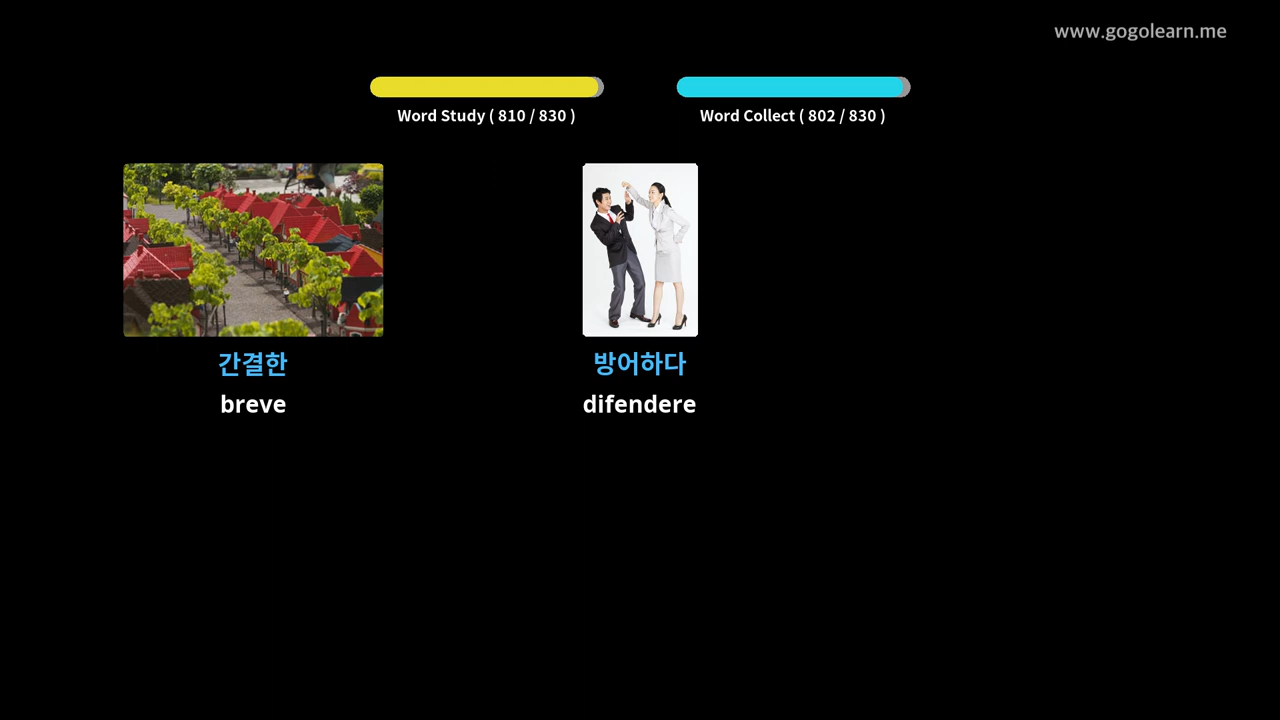 www.gogolearn.me
Word Study ( 810 / 830 )
Word Collect ( 802 / 830 )
간결한
breve
방어하다
difendere